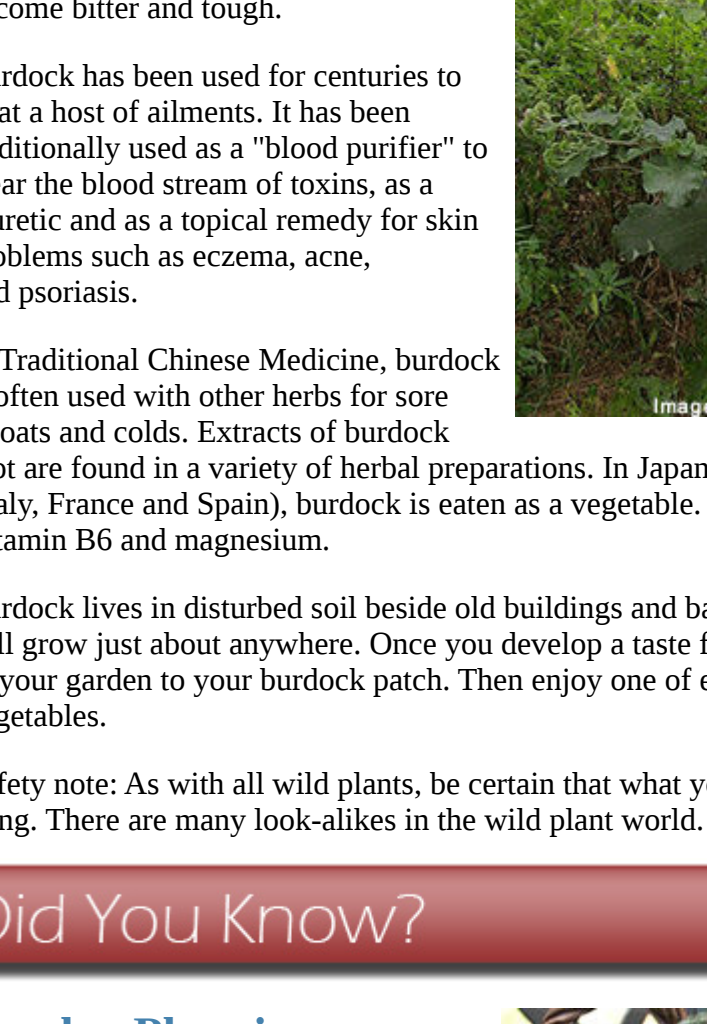 come bitter and tough.
rdock has been used for centuries to
at a host of ailments. It has been
ditionally used as a "blood purifier" to
ar the blood stream of toxins, as a
uretic and as a topical remedy for skin
oblems such as eczema, acne,
d psoriasis.
Traditional Chinese Medicine, burdock
often used with other herbs for sore
oats and colds. Extracts of burdock
ot are found in a variety of herbal preparations. In Japan
aly, France and Spain), burdock is eaten as a vegetable.
tamin B6 and magnesium.
rdock lives in disturbed soil beside old buildings and ba
ll grow just about anywhere. Once you develop a taste f
your garden to your burdock patch. Then enjoy one of e
getables.
fety note: As with all wild plants, be certain that what yo
ng. There are many look-alikes in the wild plant world.
Image
Did You Know?